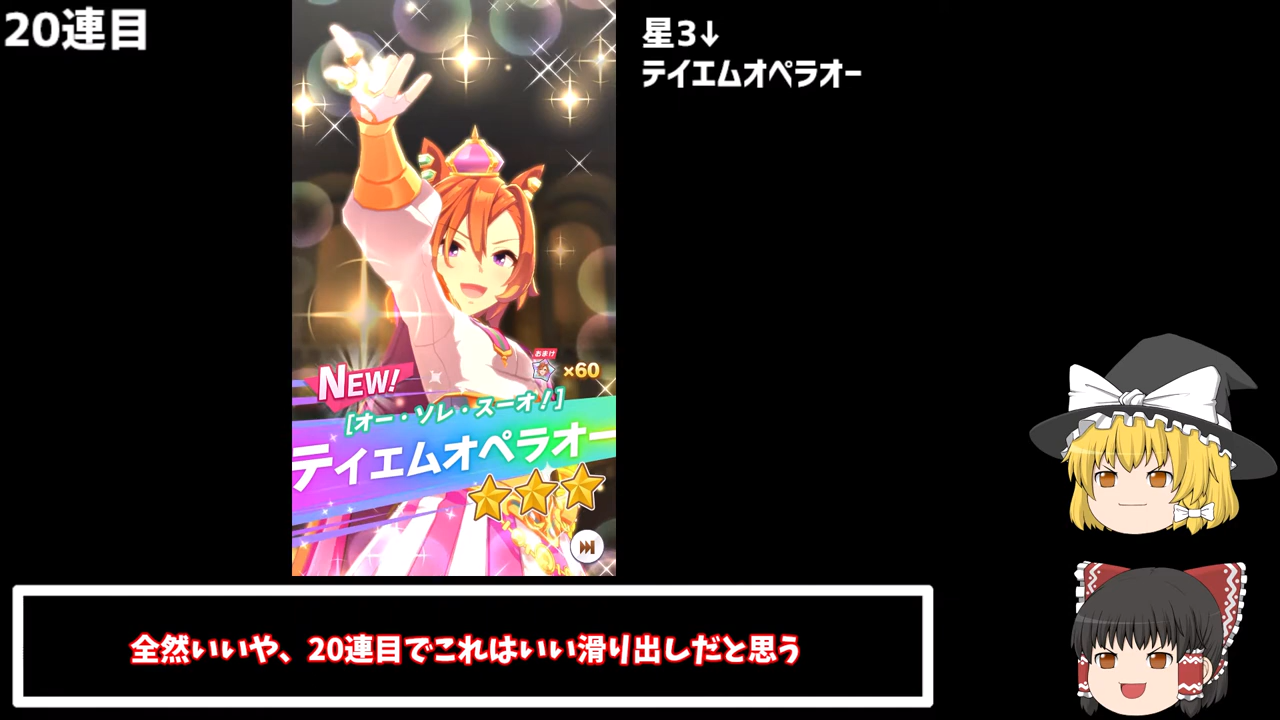 20連目
星3↓
テイエムオペラオー
おまけ
×60
NEW!
[オー・ソレ・スーオ!]
テイエムオペラオー
全然いいや、20連目でこれはいい滑り出しだと思う